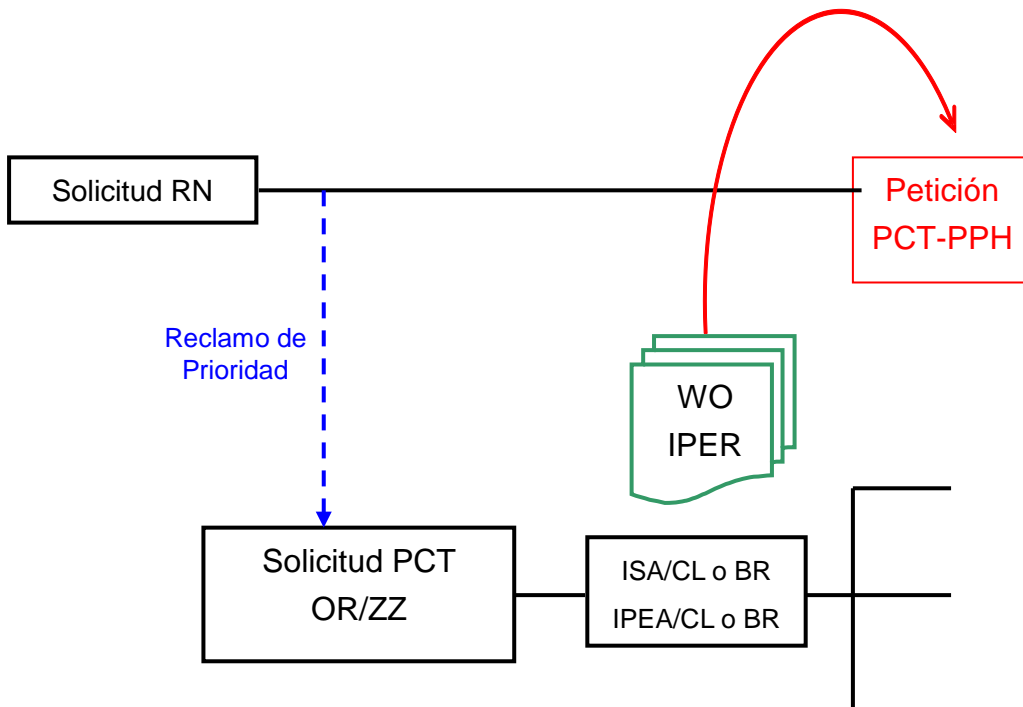 Solicitud RN
Petición
PCT-PPH
Reclamo de
Prioridad
WO
IPER
Solicitud PCT
OR/ZZ
ISA/CL o BR
IPEA/CL o BR